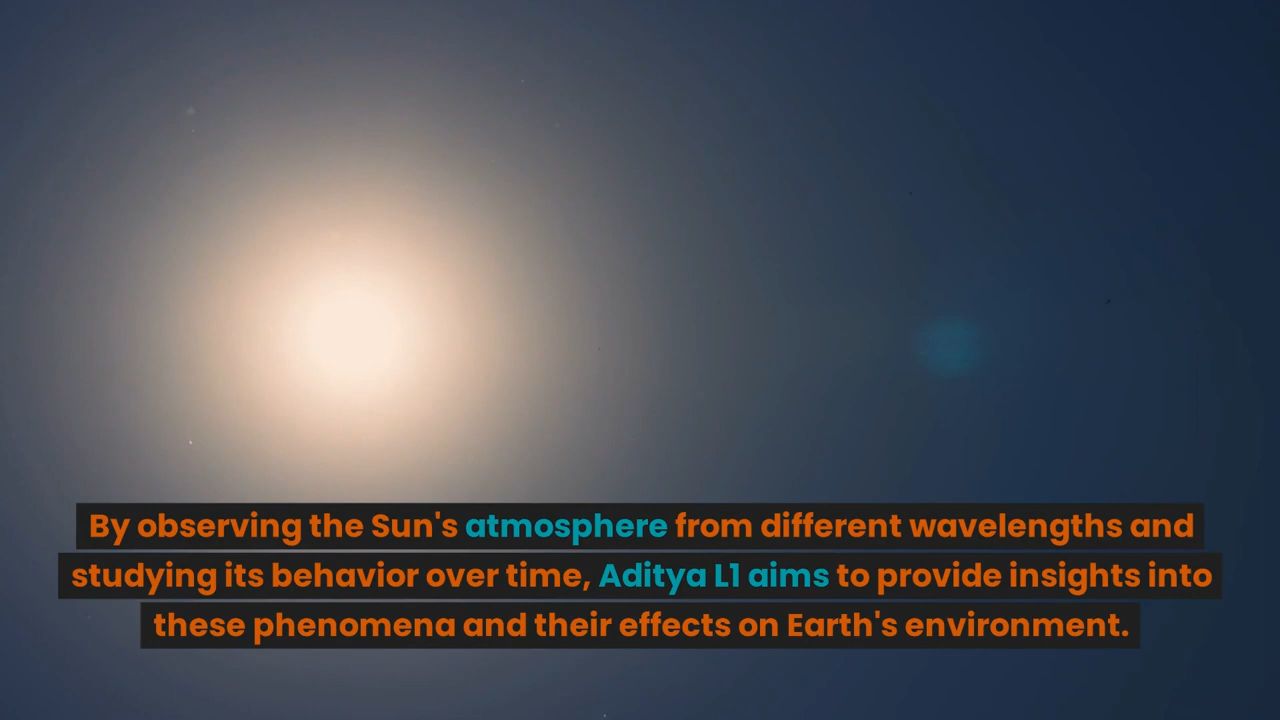 By observing the Sun's atmosphere from different wavelengths and
studying its behavior over time, Aditya L1 aims to provide insights into
these phenomena and their effects on Earth's environment.